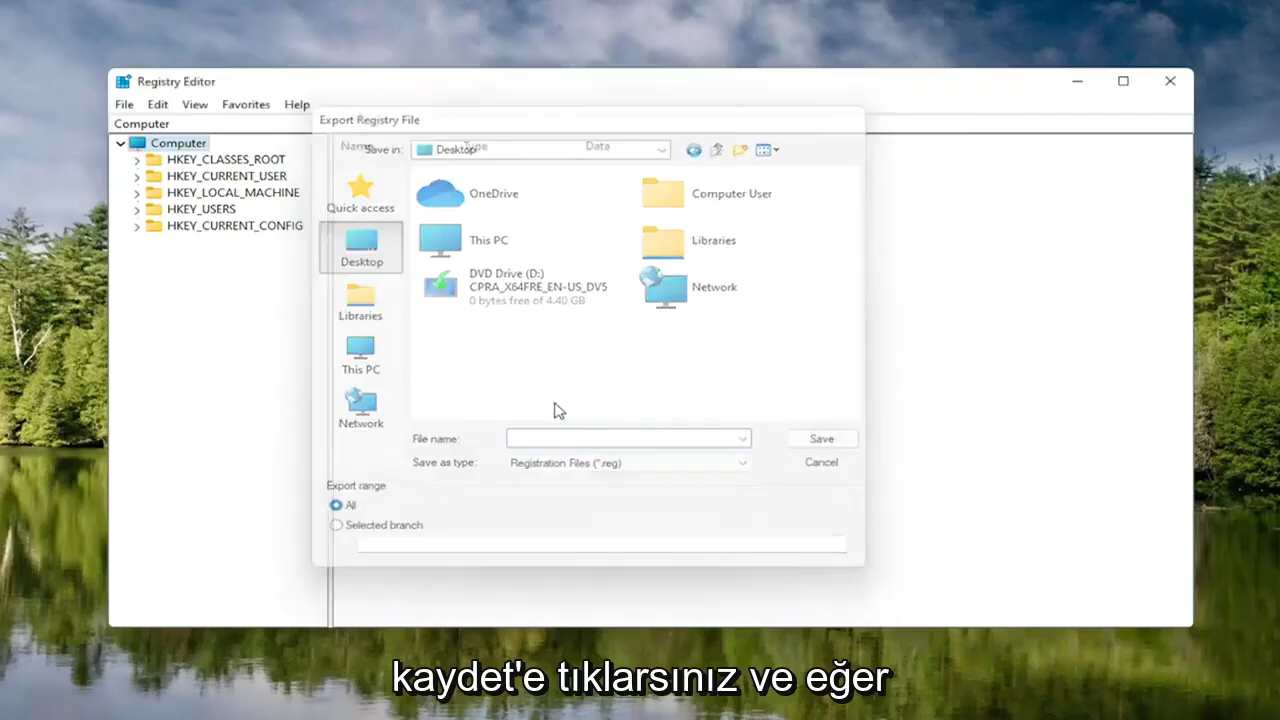 Registry Editor
File Edit View Favorites Help
Computer
Computer
HKEY_CLASSES_ROOT
HKEY_CURRENT_USER
HKEY_LOCAL_MACHINE
HKEY_USERS
HKEY_CURRENT_CONFIG
Export Registry File
Name Type Data
Save in: Desktop
Quick access
Desktop
Libraries
This PC
Network
OneDrive
Computer User
This PC
Libraries
DVD Drive (D:)
CPRA_X64FRE_EN-US_DV5
0 bytes free of 4.40 GB
Network
File name:
Save
Save as type: Registration Files (*.reg)
Cancel
Export range
All
Selected branch
kaydet'e tıklarsınız ve eğer